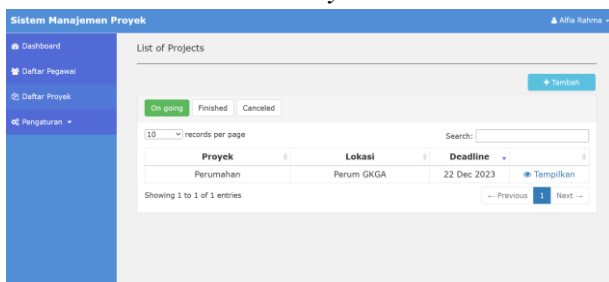 Sistem Manajemen Proyek
Alfia Rahma
Dashboard
Daftar Pegawai
Daftar Proyek
Pengaturan
List of Projects
+ Tambah
On going Finished Canceled
10 records per page
Search:
Proyek Lokasi Deadline
Perumahan Perum GKGA 22 Dec 2023 Tampilkan
Showing 1 to 1 of 1 entries
← Previous 1 Next →